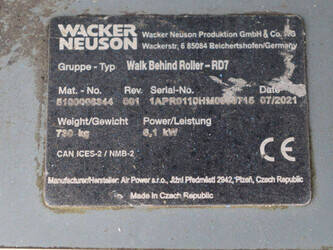 WACKER NEUSON
Wacker Neuson Produktion GmbH & Co. KG
Wackerstr. 6 85084 Reichertshofen/Germany
Gruppe - Typ Walk Behind Roller - RD7
Mat. - No. Rev. Serial-No. Date
001 07/2021
Weight/Gewicht Power/Leistung
730 kg 6,1 kW
CAN ICES-2 / NMB-2
CE
Manufacturer/Hersteller: Air Power s.r.o., Jižní Předměstí 2942, Plzeň, Czech Republic
Made in Czech Republic